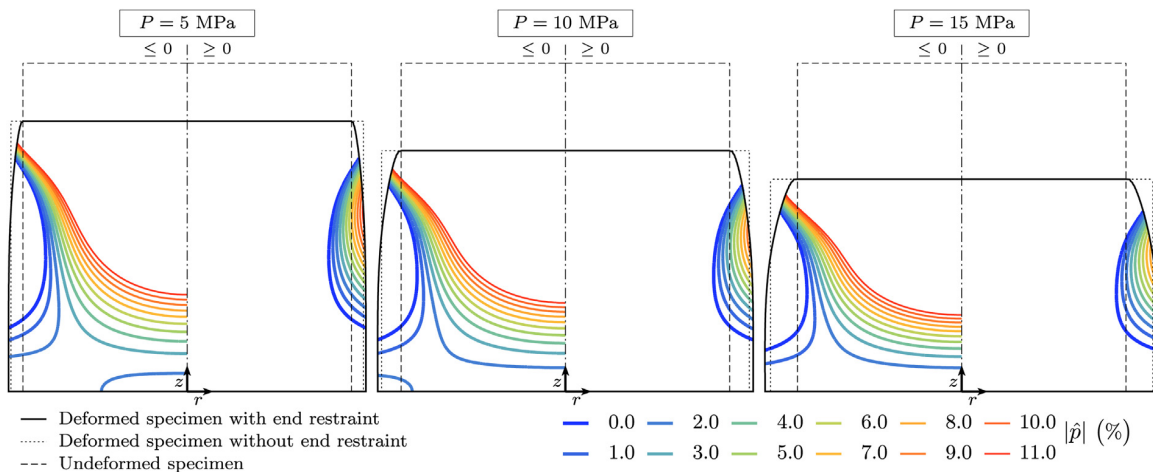 P = 5 MPa
≤ 0 ≥ 0
P = 10 MPa
≤ 0 ≥ 0
P = 15 MPa
≤ 0 ≥ 0
z
r
z
r
z
r
Deformed specimen with end restraint
Deformed specimen without end restraint
Undeformed specimen
0.0 2.0 4.0 6.0 8.0 10.0
1.0 3.0 5.0 7.0 9.0 11.0
|p̂| (%)